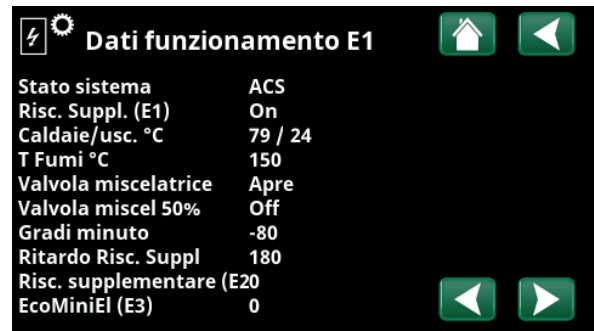 Dati funzionamento E1
Stato sistema ACS
Risc. Suppl. (E1) On
Caldaie/usc. °C 79 / 24
T Fumi °C 150
Valvola miscelatrice Apre
Valvola miscel 50% Off
Gradi minuto -80
Ritardo Risc. Suppl 180
Risc. supplementare (E20
EcoMiniEl (E3) 0